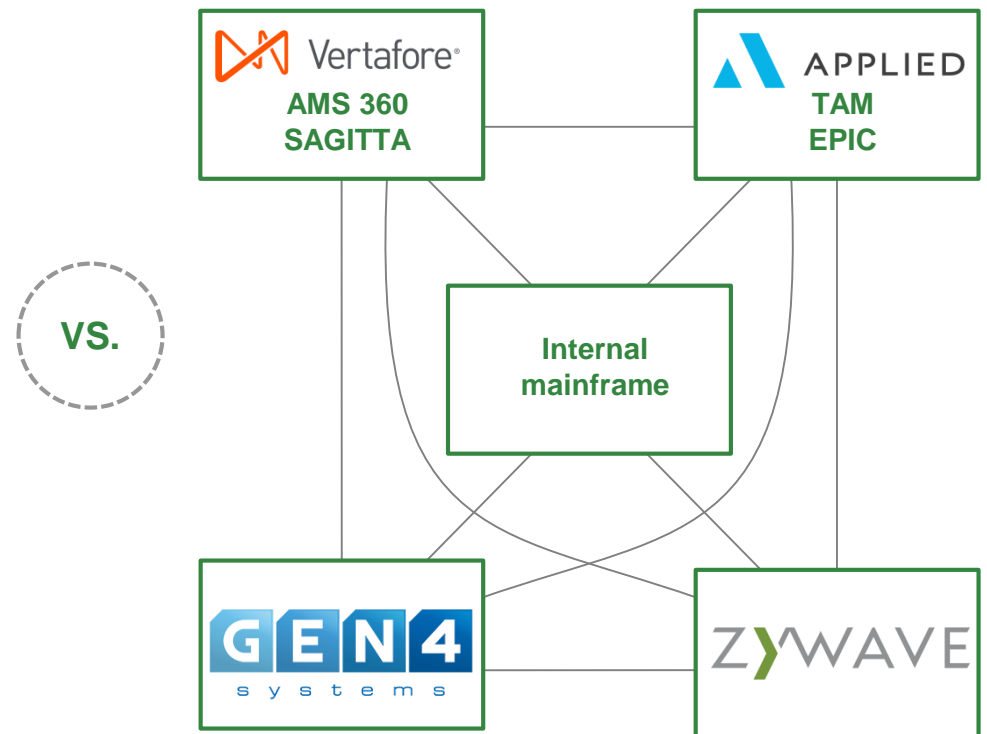 Vertafore®
AMS 360
SAGITTA
APPLIED
TAM
EPIC
VS.
Internal
mainframe
GEN4
systems
ZYWAVE